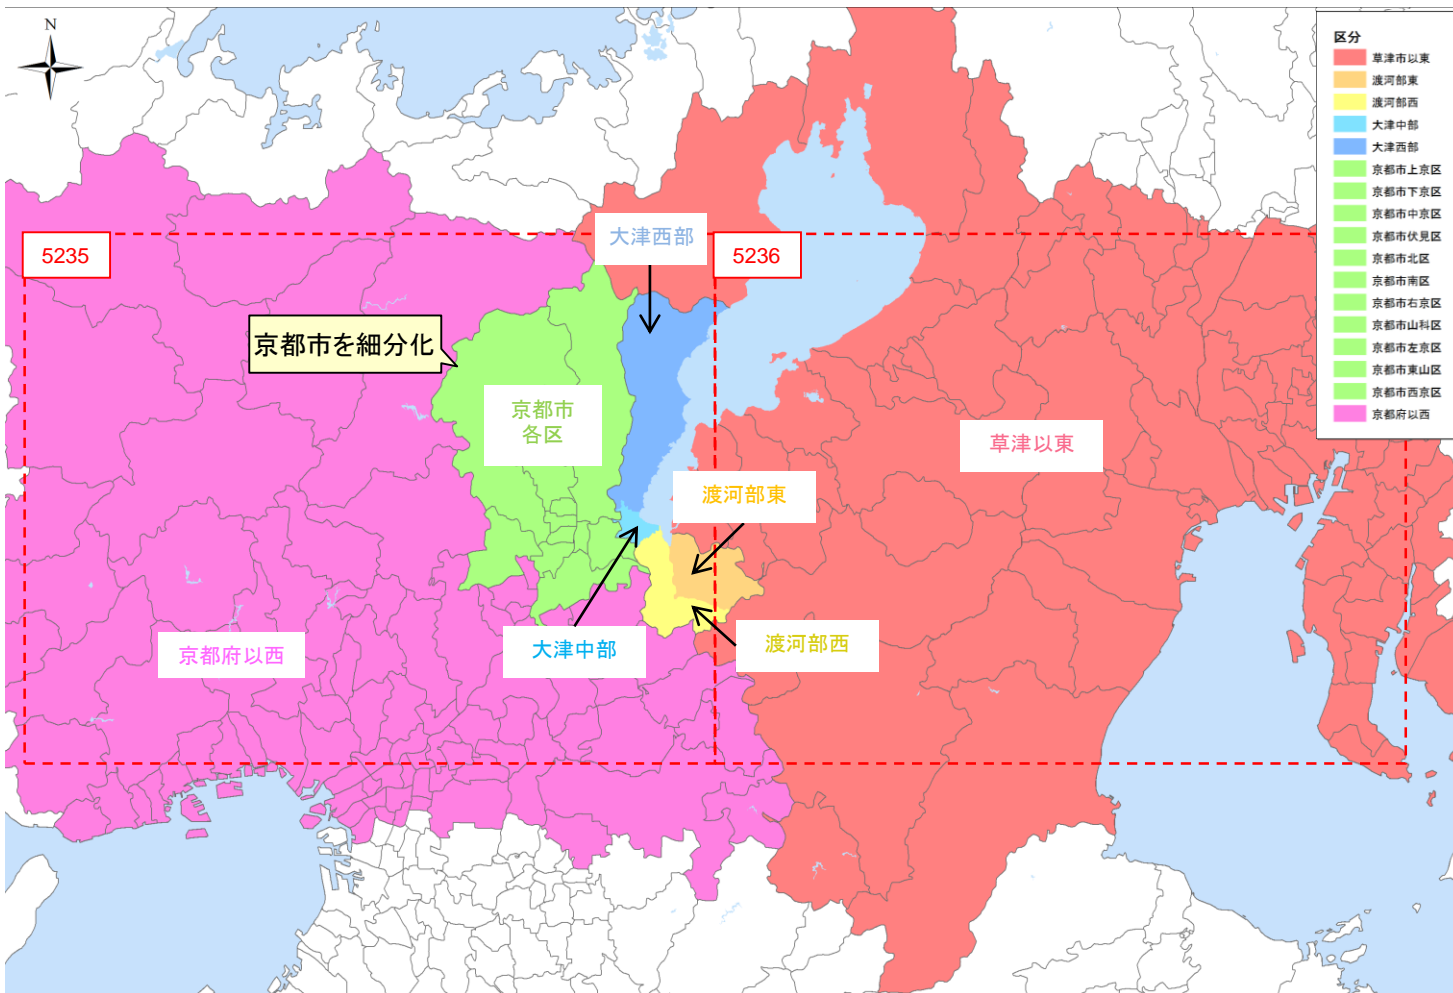 N
5235
大津西部
5236
京都市を細分化
京都市
各区
草津以東
渡河部東
大津中部
渡河部西
京都府以西
区分
草津市以東
渡河部東
渡河部西
大津中部
大津西部
京都市上京区
京都市下京区
京都市中京区
京都市伏見区
京都市北区
京都市南区
京都市右京区
京都市山科区
京都市左京区
京都市東山区
京都市西京区
京都府以西